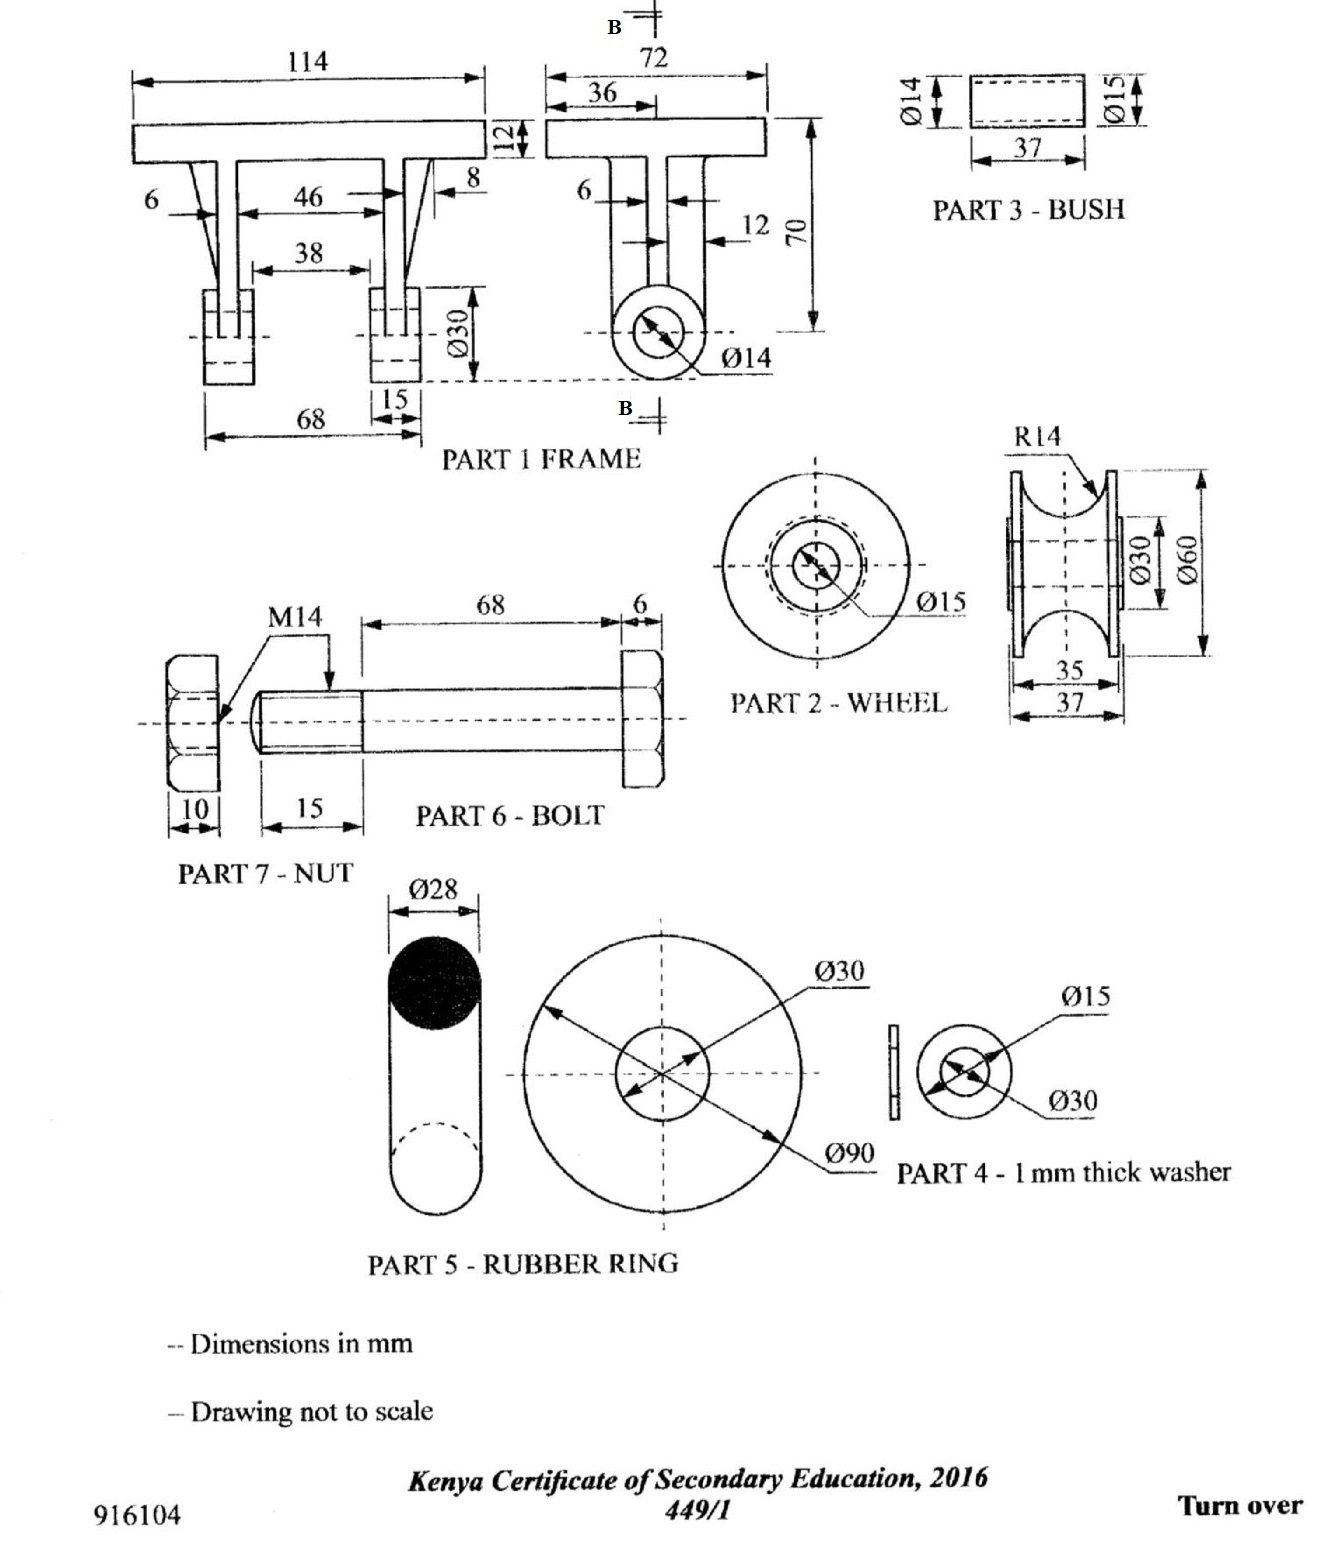 B
114
72
36
12
Ø14
Ø15
37
PART 3 - BUSH
6
46
8
6
12
70
38
Ø30
Ø14
15
68
B
PART 1 FRAME
R14
Ø15
Ø30
Ø60
35
37
PART 2 - WHEEL
M14
68
6
10
15
PART 6 - BOLT
PART 7 - NUT
Ø28
Ø30
Ø90
Ø15
Ø30
PART 4 - 1 mm thick washer
PART 5 - RUBBER RING
-- Dimensions in mm
– Drawing not to scale
Kenya Certificate of Secondary Education, 2016
449/1
916104
Turn over